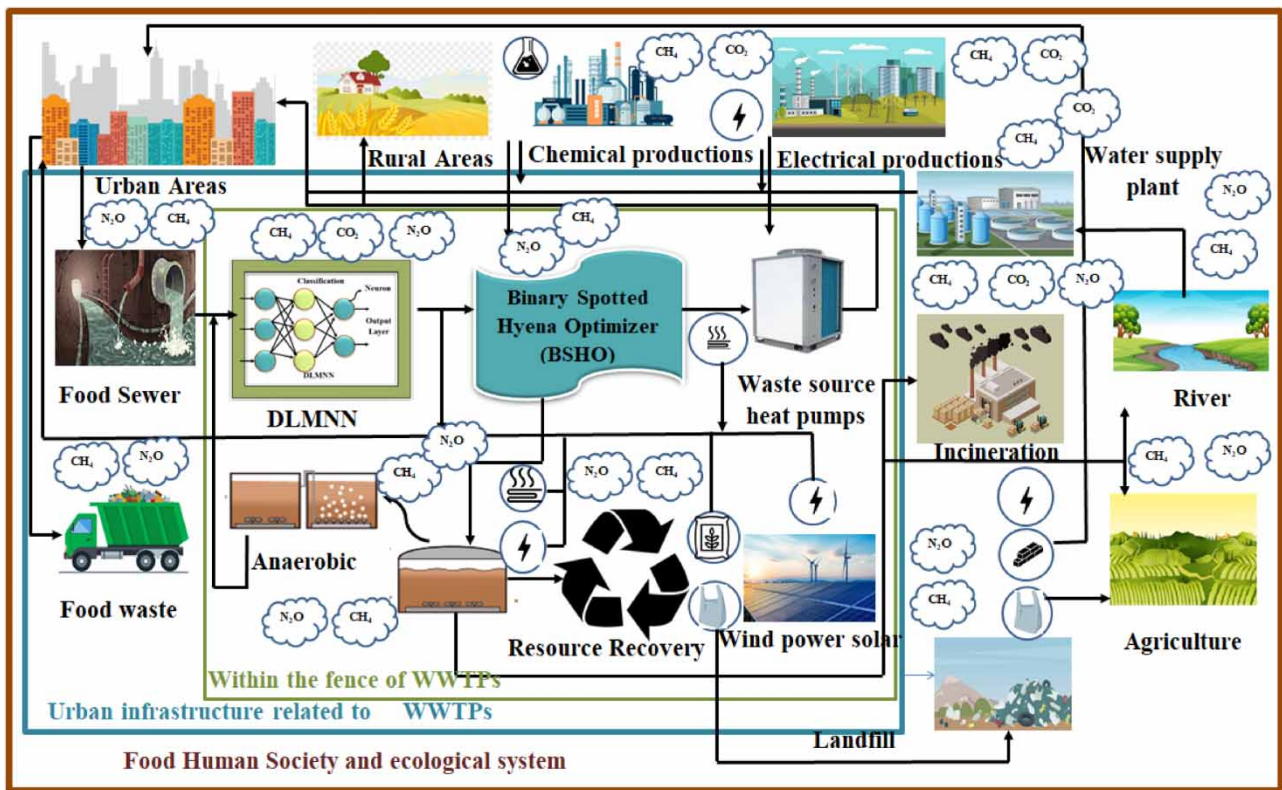 CH₄
CO₂
CH₄
CO₂
CO₂
CH₄
Rural Areas
Chemical productions
Electrical productions
Water supply
plant
Urban Areas
N₂O
CH₄
CH₄
CO₂
N₂O
N₂O
CH₄
N₂O
CH₄
Classification
Neuron
Output
Layer
DLMNN
Binary Spotted
Hyena Optimizer
(BSHO)
CH₄
CO₂
N₂O
Food Sewer
DLMNN
Waste source
heat pumps
River
Incineration
CH₄
N₂O
CH₄
N₂O
N₂O
CH₄
CH₄
N₂O
Anaerobic
Food waste
N₂O
CH₄
N₂O
CH₄
Resource Recovery
Wind power solar
Agriculture
Within the fence of WWTPs
Urban infrastructure related to WWTPs
Landfill
Food Human Society and ecological system